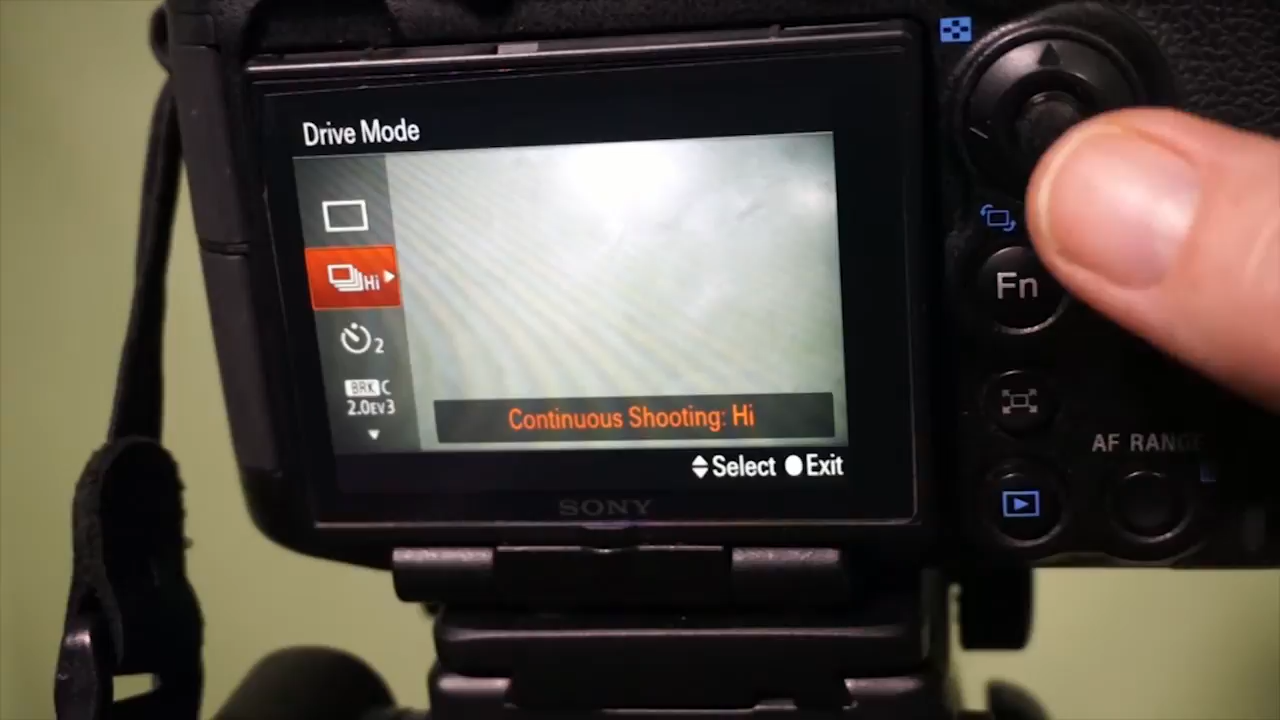 Drive Mode
Hi
2
BRK C
2.0EV3
Continuous Shooting: Hi
Select Exit
SONY
Fn
AF RANGE